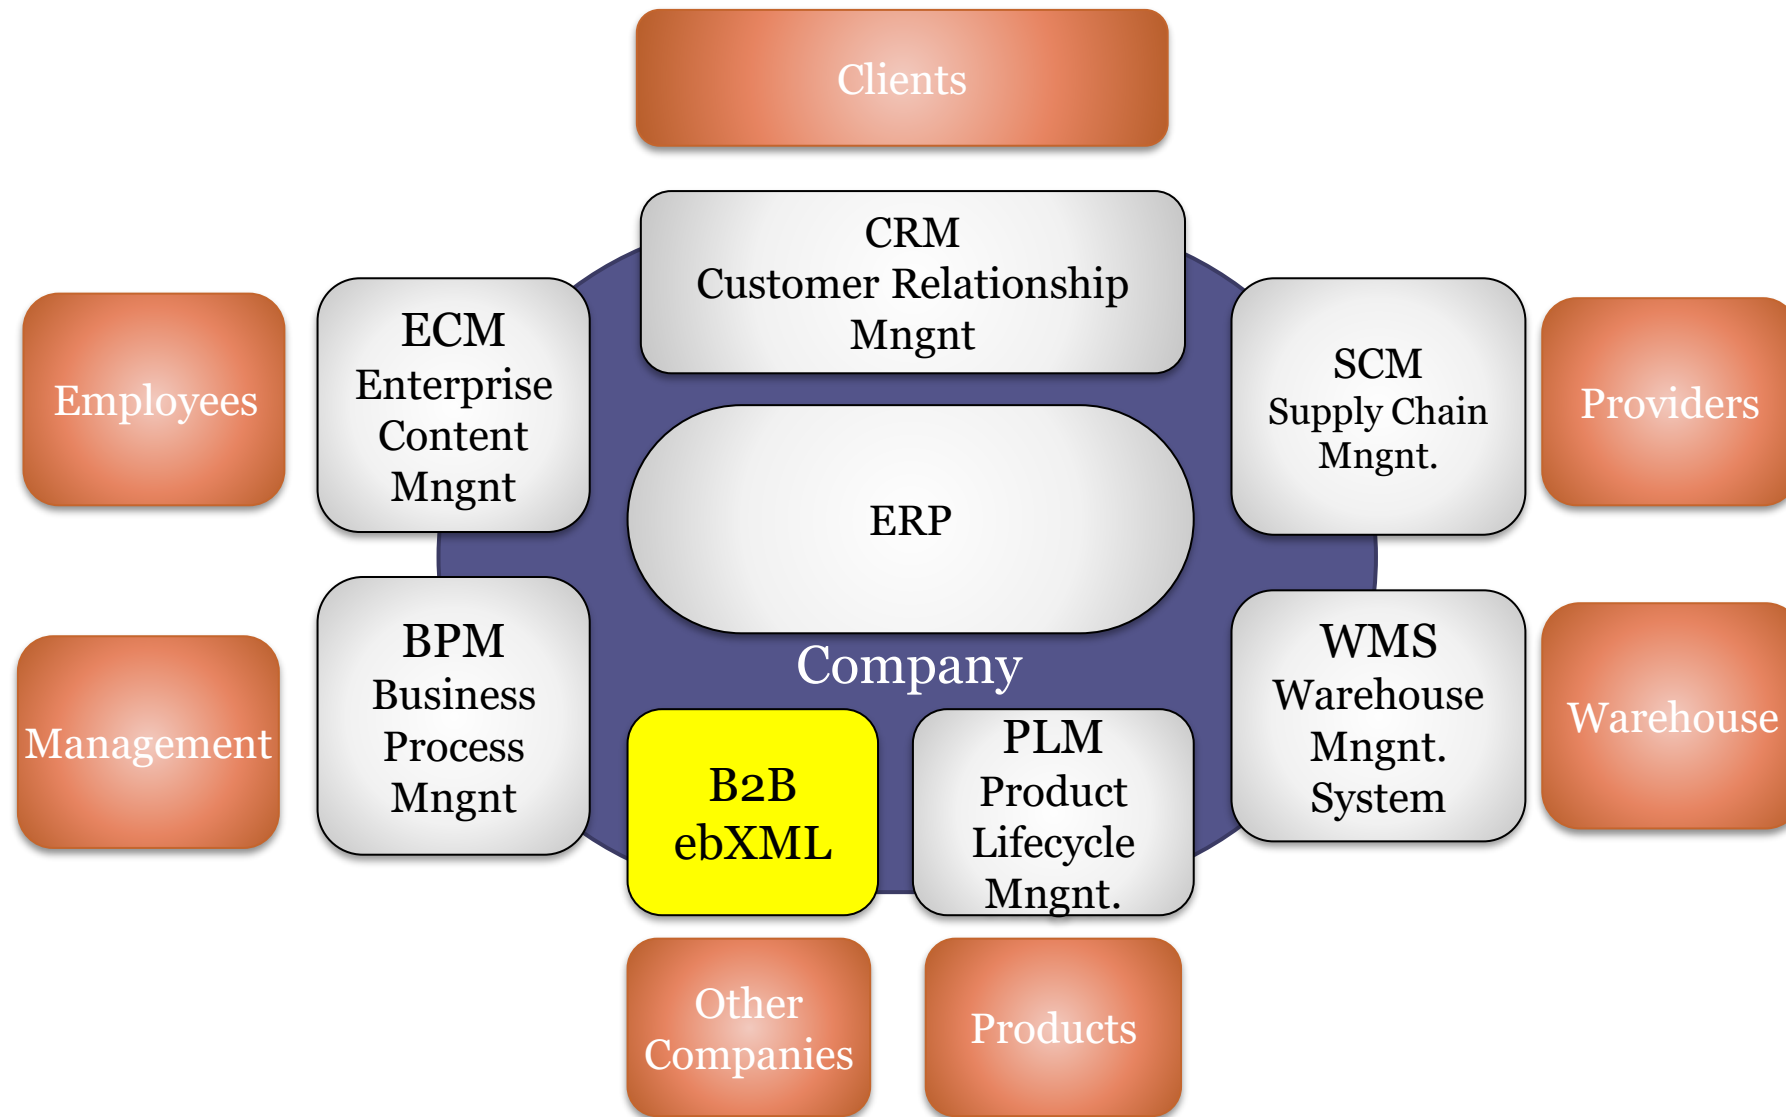 Clients
CRM
Customer Relationship
Mngnt
Employees
ECM
Enterprise
Content
Mngnt
SCM
Supply Chain
Mngnt.
Providers
ERP
Company
Management
BPM
Business
Process
Mngnt
B2B
ebXML
PLM
Product
Lifecycle
Mngnt.
WMS
Warehouse
Mngnt.
System
Warehouse
Other
Companies
Products